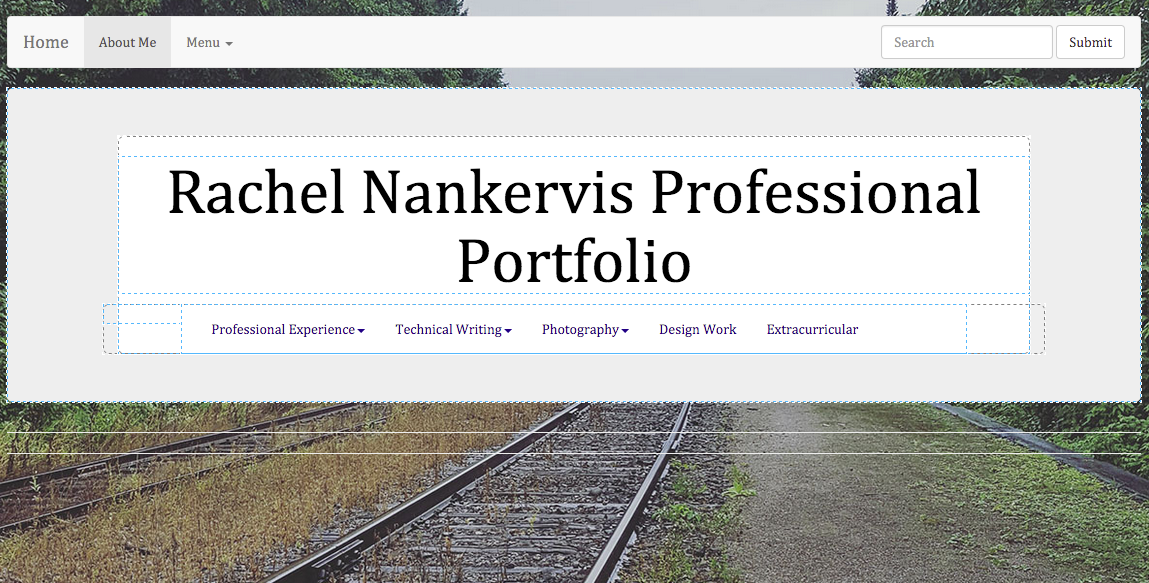 Home About Me Menu Search Submit
Rachel Nankervis Professional
Portfolio
Professional Experience Technical Writing Photography Design Work Extracurricular